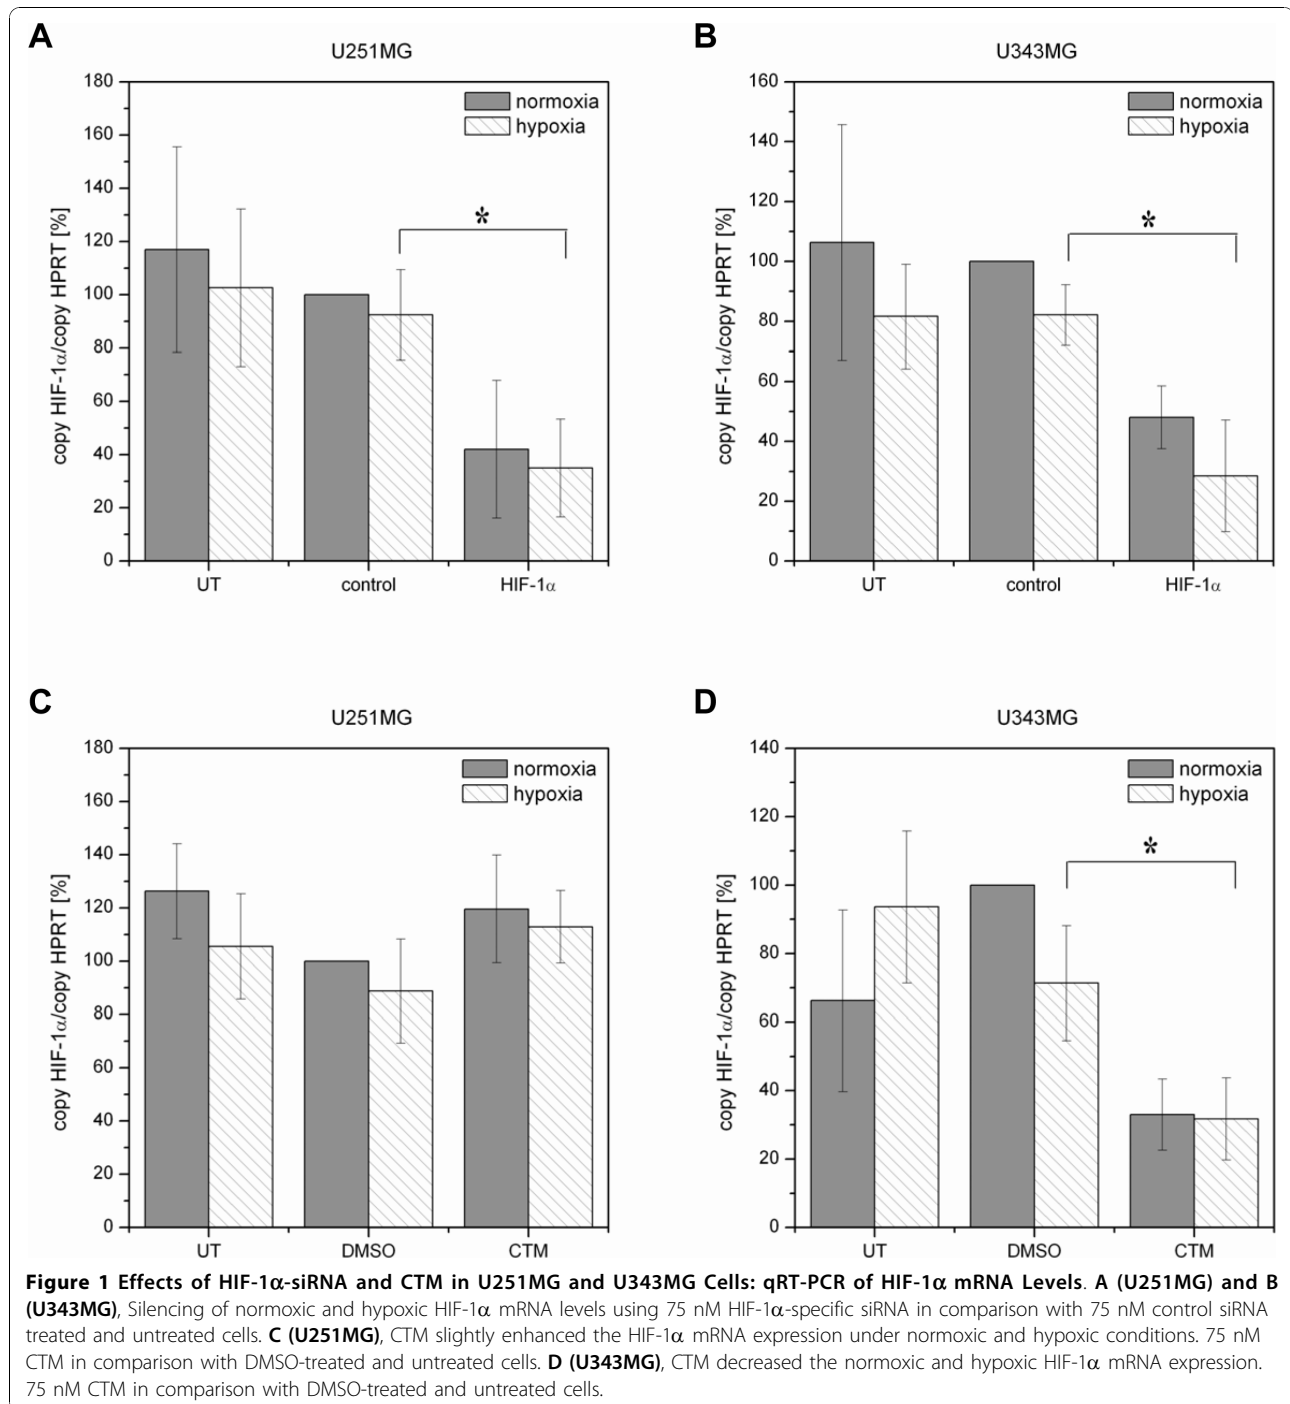 A
U251MG
copy HIF-1α/copy HPRT [%]
180
160
140
120
100
80
60
40
20
0
normoxia
hypoxia
*
UT control HIF-1α
B
U343MG
copy HIF-1α/copy HPRT [%]
160
140
120
100
80
60
40
20
0
normoxia
hypoxia
*
UT control HIF-1α
C
U251MG
copy HIF-1α/copy HPRT [%]
180
160
140
120
100
80
60
40
20
0
normoxia
hypoxia
UT DMSO CTM
D
U343MG
copy HIF-1α/copy HPRT [%]
140
120
100
80
60
40
20
0
normoxia
hypoxia
*
UT DMSO CTM
Figure 1 Effects of HIF-1α-siRNA and CTM in U251MG and U343MG Cells: qRT-PCR of HIF-1α mRNA Levels. A (U251MG) and B
(U343MG), Silencing of normoxic and hypoxic HIF-1α mRNA levels using 75 nM HIF-1α-specific siRNA in comparison with 75 nM control siRNA
treated and untreated cells. C (U251MG), CTM slightly enhanced the HIF-1α mRNA expression under normoxic and hypoxic conditions. 75 nM
CTM in comparison with DMSO-treated and untreated cells. D (U343MG), CTM decreased the normoxic and hypoxic HIF-1α mRNA expression.
75 nM CTM in comparison with DMSO-treated and untreated cells.